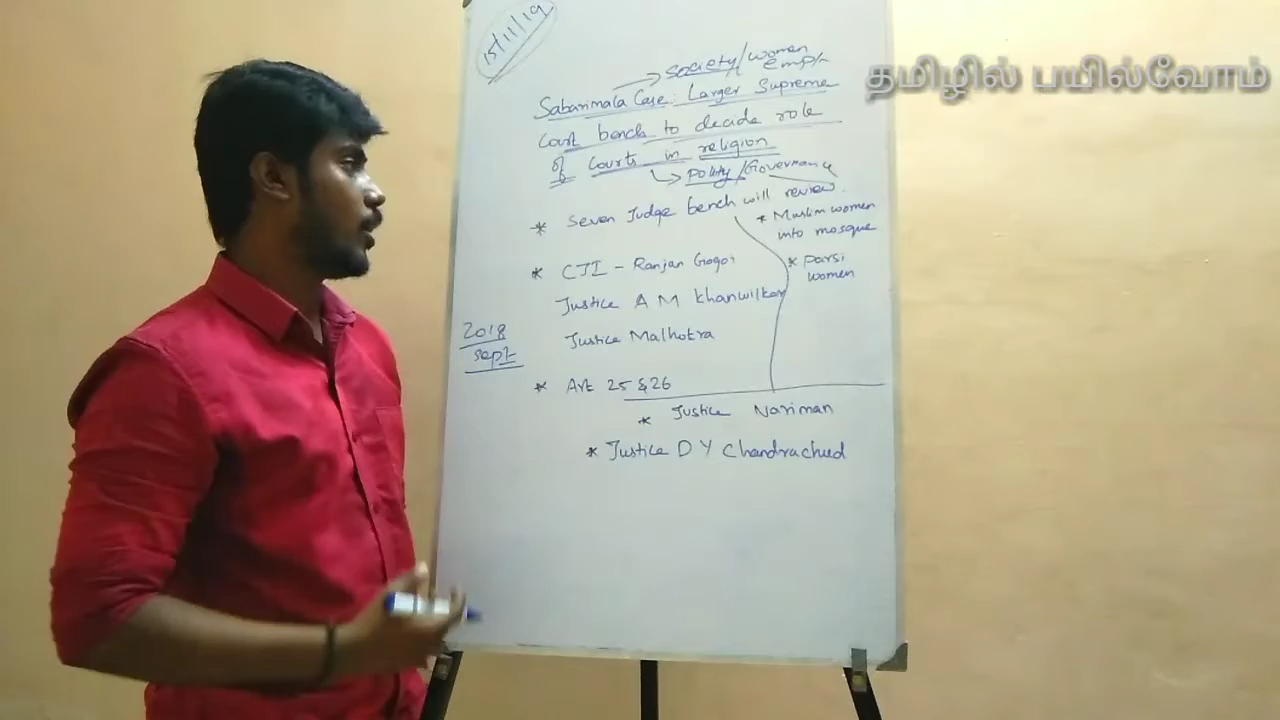 15/11/19
தமிழில் பயில்வோம்
Society/women
Emp.
Sabarimala Case: Larger Supreme
Court bench to decide role
of Courts in religion
Polity/Governance
* Seven Judge bench will review.
* Muslim women
into mosque
* CJI - Ranjan Gogoi
* parsi
women
Justice A M Khanwilkar
2018
Sept
Justice Malhotra
* Art 25 & 26
* Justice Nariman
* Justice D Y Chandrachud